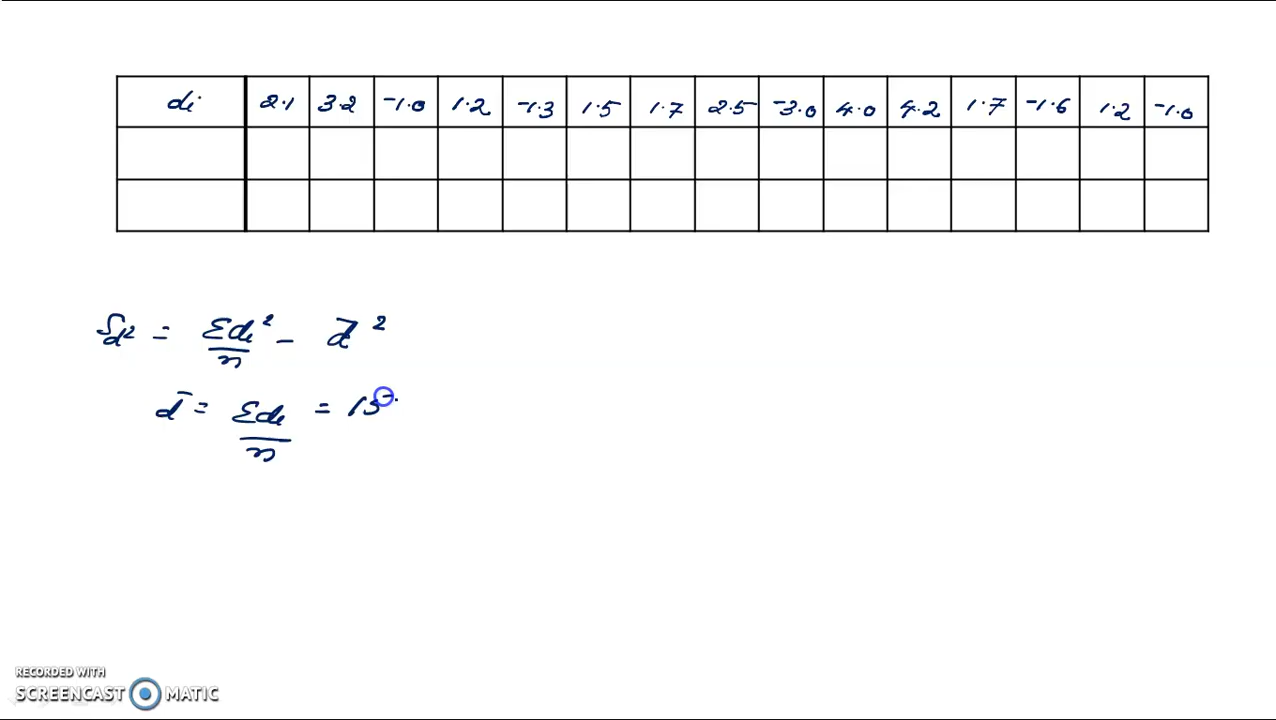 di 2.1 3.2 -1.0 1.2 -1.3 1.5 1.7 2.5 -3.0 4.0 4.2 1.7 -1.6 1.2 -1.0
Sd² = Σdi²/n - d̄²
d̄ = Σdi/n = 15
RECORDED WITH
SCREENCAST MATIC